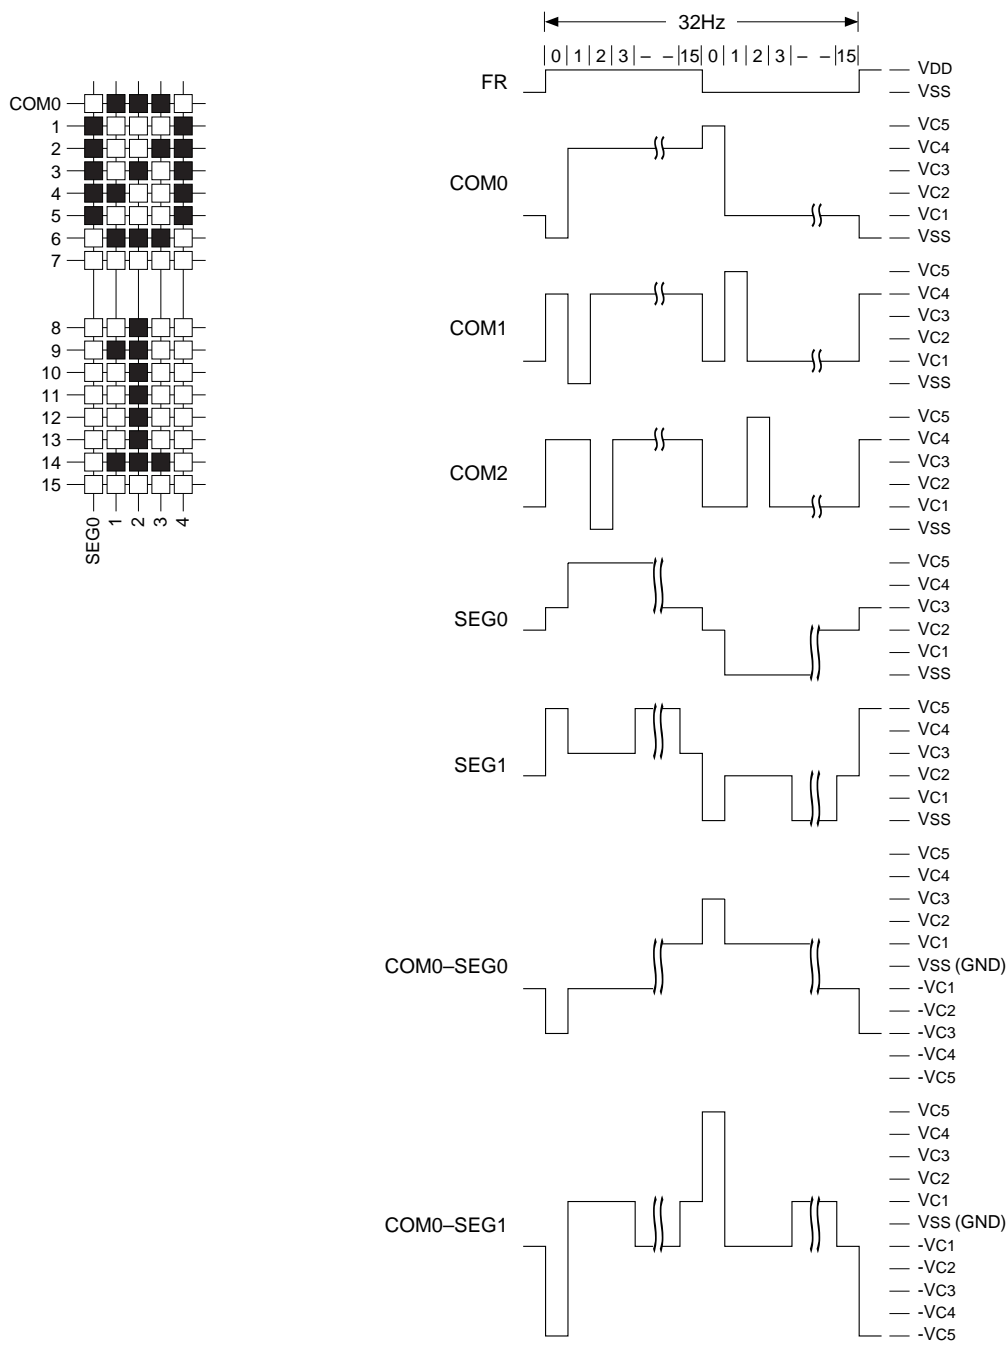 32Hz
0 1 2 3 – – 15 0 1 2 3 – – 15
FR
VDD
VSS
COM0
1
2
3
4
5
6
7
8
9
10
11
12
13
14
15
SEG0
1
2
3
4
COM0
VC5
VC4
VC3
VC2
VC1
VSS
COM1
VC5
VC4
VC3
VC2
VC1
VSS
COM2
VC5
VC4
VC3
VC2
VC1
VSS
SEG0
VC5
VC4
VC3
VC2
VC1
VSS
SEG1
VC5
VC4
VC3
VC2
VC1
VSS
COM0–SEG0
VC5
VC4
VC3
VC2
VC1
VSS (GND)
-VC1
-VC2
-VC3
-VC4
-VC5
COM0–SEG1
VC5
VC4
VC3
VC2
VC1
VSS (GND)
-VC1
-VC2
-VC3
-VC4
-VC5